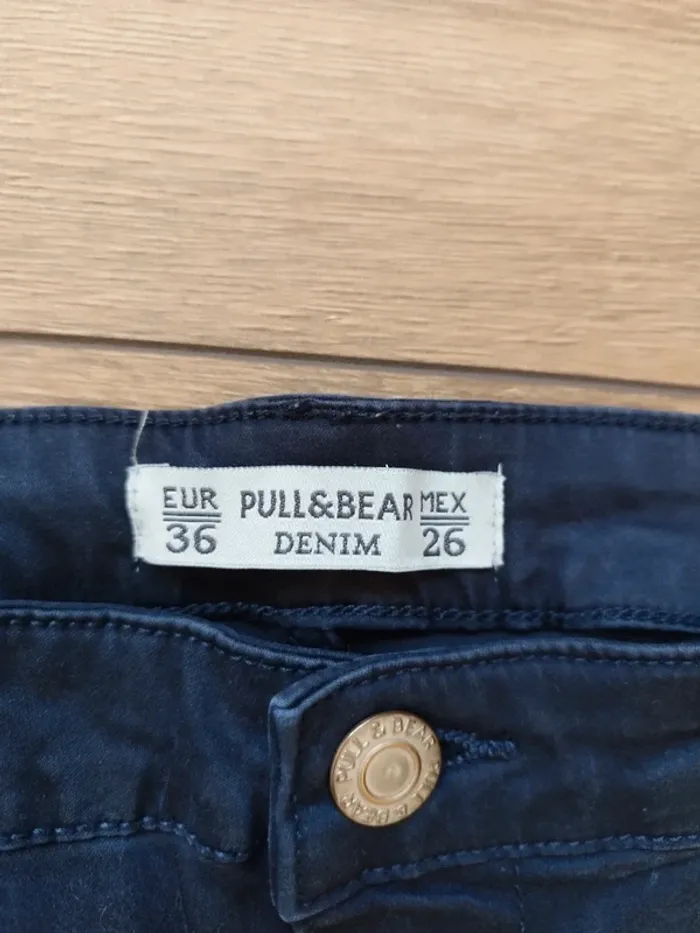 EUR PULL&BEAR MEX
36 DENIM 26
PULL & BEAR PULL & BEAR